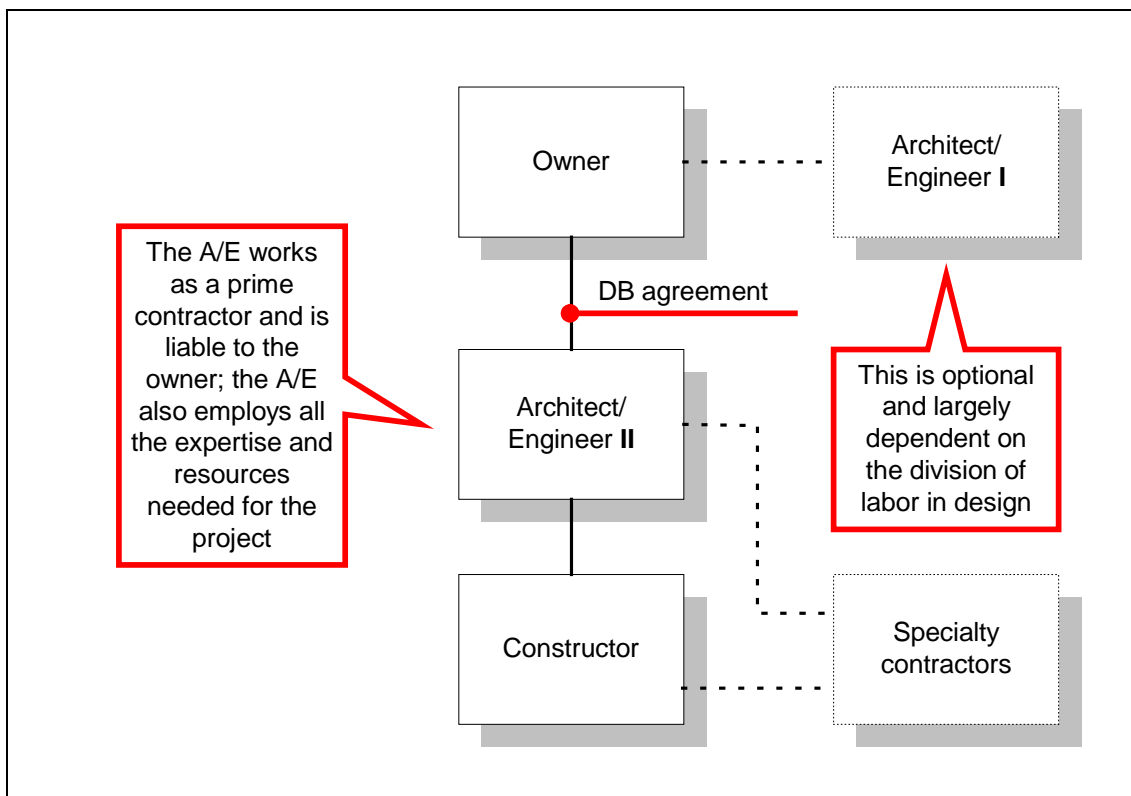 Owner
Architect/
Engineer I
DB agreement
The A/E works
as a prime
contractor and is
liable to the
owner; the A/E
also employs all
the expertise and
resources
needed for the
project
Architect/
Engineer II
This is optional
and largely
dependent on
the division of
labor in design
Constructor
Specialty
contractors